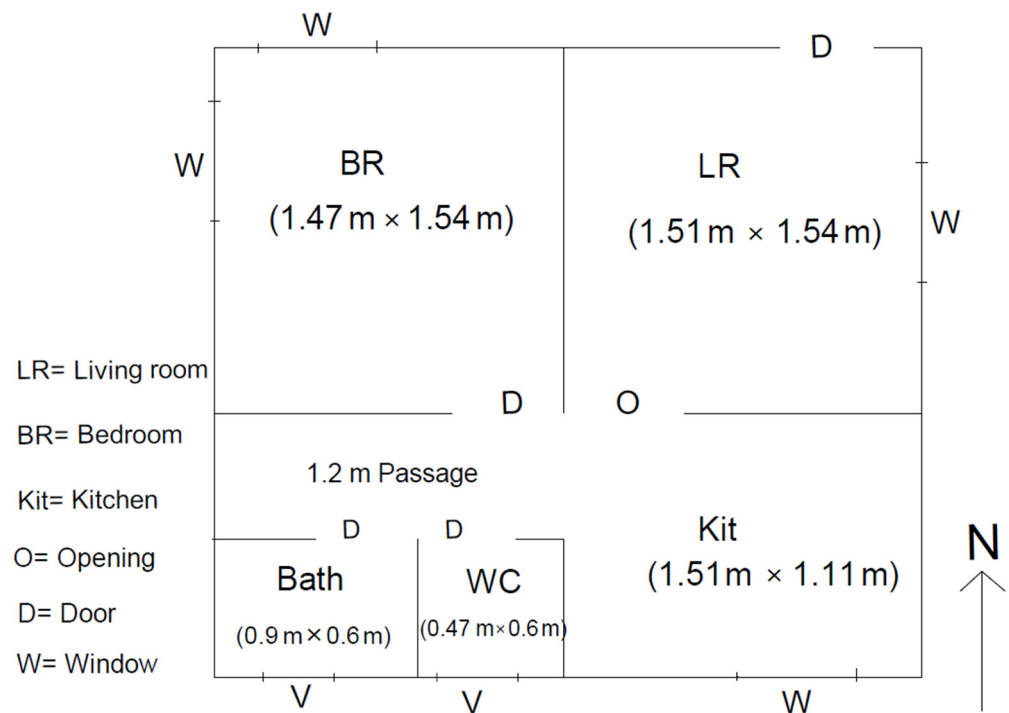 W
D
W
BR
(1.47 m × 1.54 m)
LR
(1.51 m × 1.54 m)
W
LR= Living room
BR= Bedroom
Kit= Kitchen
O= Opening
D= Door
W= Window
D
O
1.2 m Passage
D
D
Bath
(0.9 m × 0.6 m)
WC
(0.47 m×0.6 m)
Kit
(1.51m × 1.11 m)
N
V
V
W